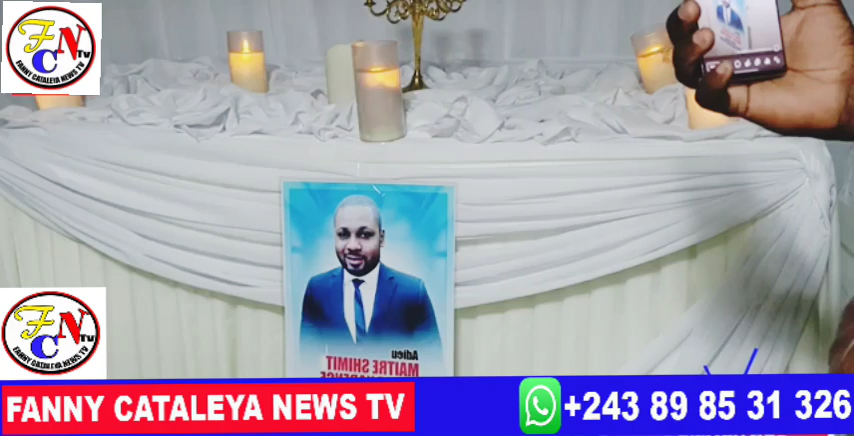 FCN TV
FANNY CATALEYA NEWS TV
Adieu
MAITRE SHIMIT
FCN TV
FANNY CATALEYA NEWS TV
FANNY CATALEYA NEWS TV
+243 89 85 31 326